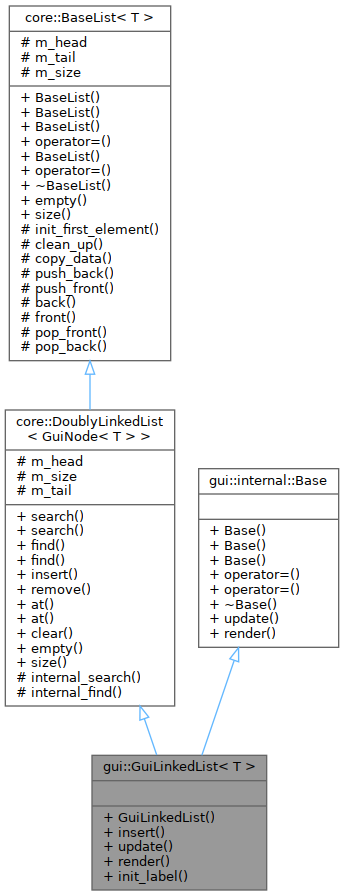 core::BaseList< T >
# m_head
# m_tail
# m_size
+ BaseList()
+ BaseList()
+ BaseList()
+ operator=()
+ BaseList()
+ operator=()
+ ~BaseList()
+ empty()
+ size()
# init_first_element()
# clean_up()
# copy_data()
# push_back()
# push_front()
# back()
# front()
# pop_front()
# pop_back()
core::DoublyLinkedList
< GuiNode< T > >
# m_head
# m_size
# m_tail
+ search()
+ search()
+ find()
+ find()
+ insert()
+ remove()
+ at()
+ at()
+ clear()
+ empty()
+ size()
# internal_search()
# internal_find()
gui::internal::Base
+ Base()
+ Base()
+ Base()
+ operator=()
+ operator=()
+ ~Base()
+ update()
+ render()
gui::GuiLinkedList< T >
+ GuiLinkedList()
+ insert()
+ update()
+ render()
+ init_label()